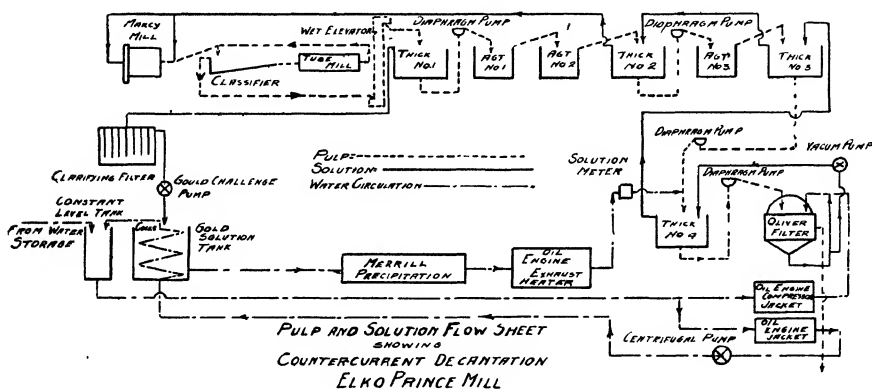 MARCY
MILL
WET ELEVATOR
DIAPHRAGM PUMP
DIAPHRAGM PUMP
TUBE MILL
CLASSIFIER
THICK
NO.1
AGT
NO 1
AGT
NO 2
THICK
NO 2
AGT
NO 3
THICK
NO 3
CLARIFYING FILTER
GOULD CHALLENGE
PUMP
PULP=
SOLUTION=
WATER CIRCULATION=
SOLUTION
METER
DIAPHRAGM PUMP
DIAPHRAGM PUMP
VACUM PUMP
CONSTANT
LEVEL TANK
FROM WATER
STORAGE
COILS
GOLD
SOLUTION
TANK
THICK
NO 4
OLIVER
FILTER
MERRILL
PRECIPITATION
OIL
ENGINE
EXHAUST
HEATER
OIL ENGINE
COMPRESSOR
JACKET
OIL
ENGINE
JACKET
CENTRIFUGAL PUMP
PULP AND SOLUTION FLOW SHEET
SHOWING
COUNTERCURRENT DECANTATION
ELKO PRINCE MILL